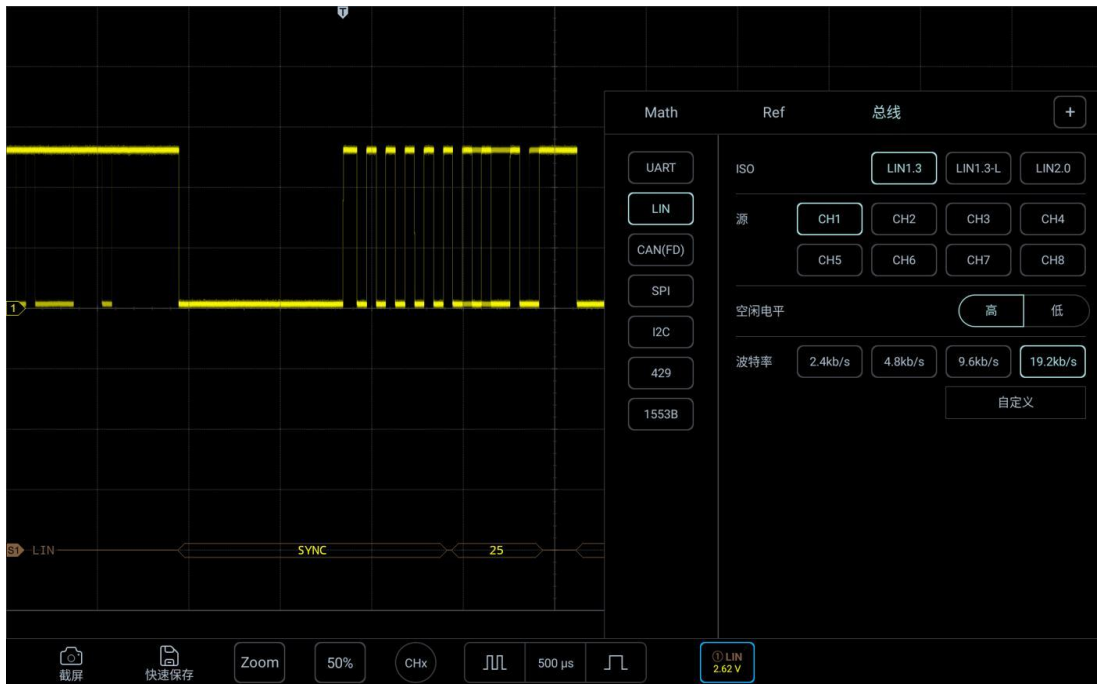 T
Math Ref 总线 +
UART ISO LIN1.3 LIN1.3-L LIN2.0
LIN 源 CH1 CH2 CH3 CH4
CAN(FD) CH5 CH6 CH7 CH8
SPI
1 空闲电平 高 低
I2C
429 波特率 2.4kb/s 4.8kb/s 9.6kb/s 19.2kb/s
自定义
1553B
S1 LIN SYNC 25
截屏 快速保存 Zoom 50% CHx 500 μs ① LIN
2.62 V